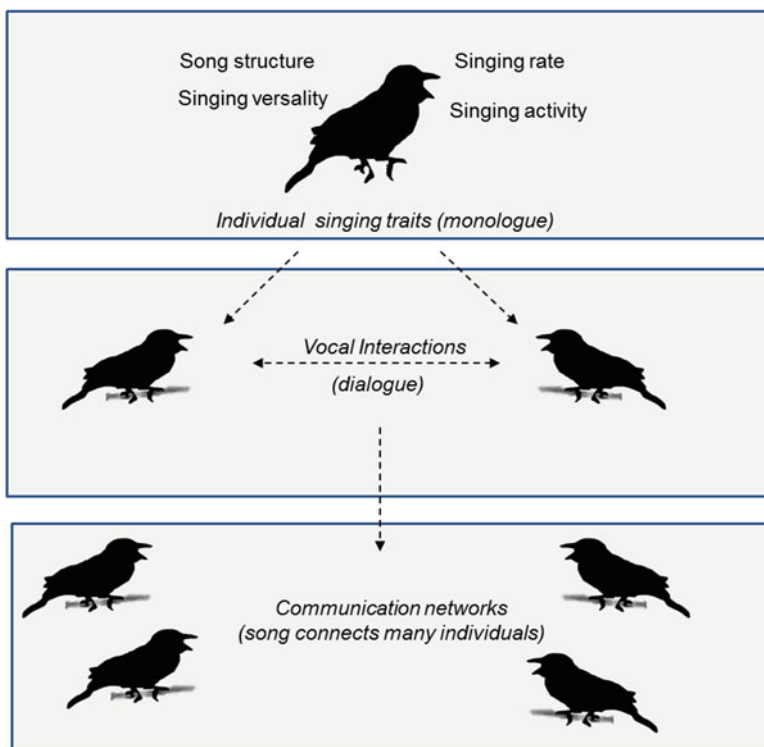 Song structure
Singing rate
Singing versality
Singing activity
Individual singing traits (monologue)
Vocal Interactions
(dialogue)
Communication networks
(song connects many individuals)